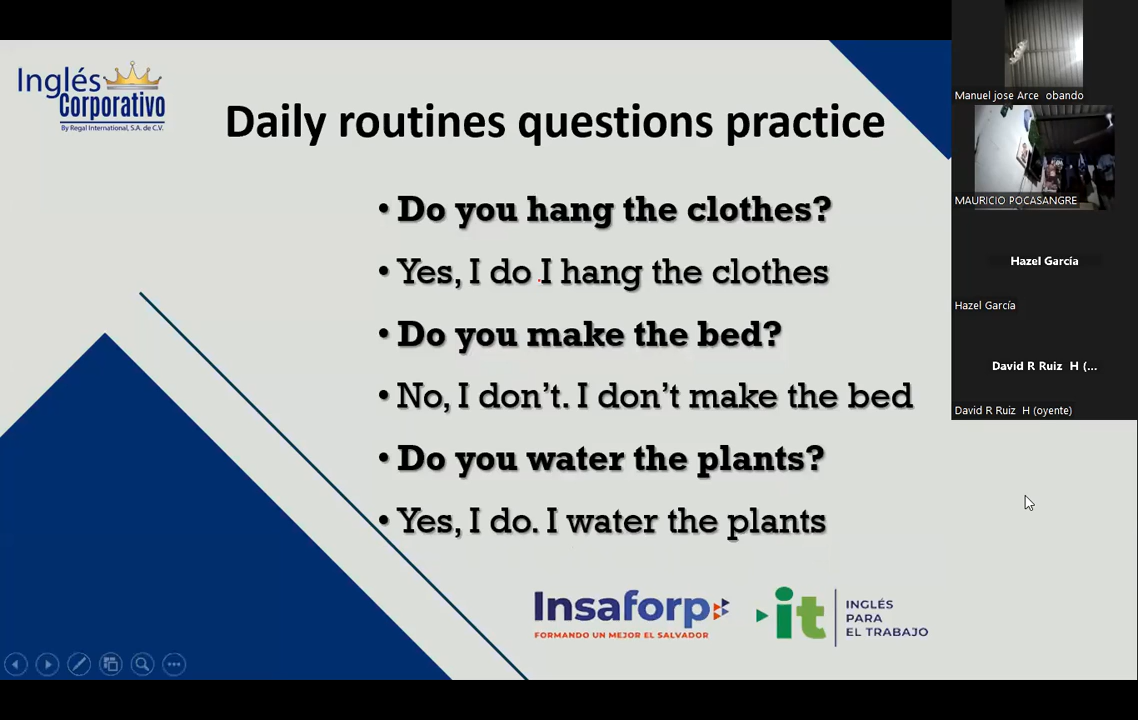 Inglés
Corporativo
By Regal International, S.A. de C.V.
Daily routines questions practice
• Do you hang the clothes?
• Yes, I do I hang the clothes
• Do you make the bed?
• No, I don’t. I don’t make the bed
• Do you water the plants?
• Yes, I do. I water the plants
Insaforp
FORMANDO UN MEJOR EL SALVADOR
it
INGLÉS
PARA
EL TRABAJO
Manuel jose Arce obando
MAURICIO POCASANGRE
Hazel García
Hazel García
David R Ruiz H (...
David R Ruiz H (oyente)